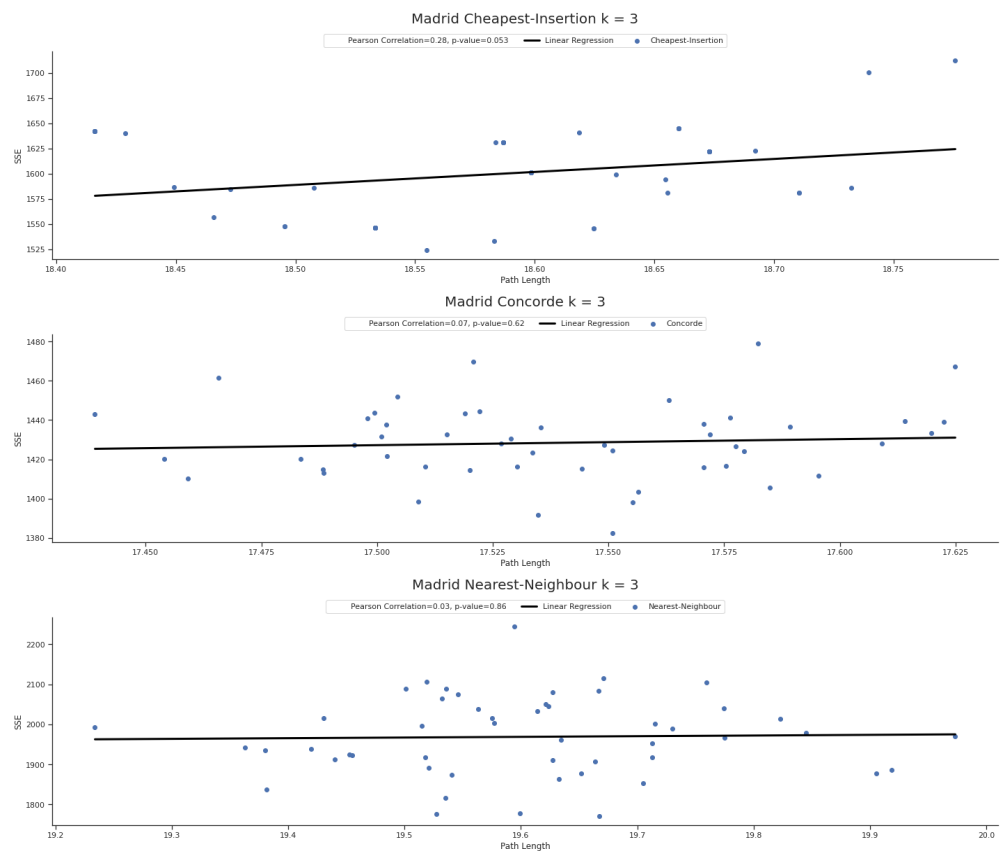 Madrid Cheapest-Insertion k = 3
Pearson Correlation=0.28, p-value=0.053 Linear Regression Cheapest-Insertion
1700
1675
1650
1625
1600
1575
1550
1525
SSE
18.40 18.45 18.50 18.55 18.60 18.65 18.70 18.75
Path Length
Madrid Concorde k = 3
Pearson Correlation=0.07, p-value=0.62 Linear Regression Concorde
1480
1460
1440
1420
1400
1380
SSE
17.450 17.475 17.500 17.525 17.550 17.575 17.600 17.625
Path Length
Madrid Nearest-Neighbour k = 3
Pearson Correlation=0.03, p-value=0.86 Linear Regression Nearest-Neighbour
2200
2100
2000
1900
1800
SSE
19.2 19.3 19.4 19.5 19.6 19.7 19.8 19.9 20.0
Path Length